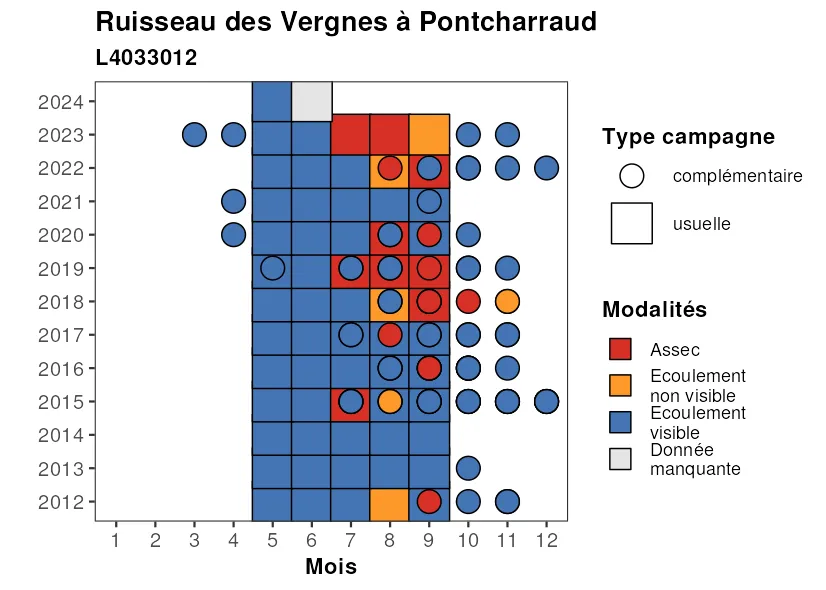 Ruisseau des Vergnes à Pontcharraud
L4033012
2024
2023
2022
2021
2020
2019
2018
2017
2016
2015
2014
2013
2012
1 2 3 4 5 6 7 8 9 10 11 12
Mois
Type campagne
complémentaire
usuelle
Modalités
Assec
Ecoulement
non visible
Ecoulement
visible
Donnée
manquante